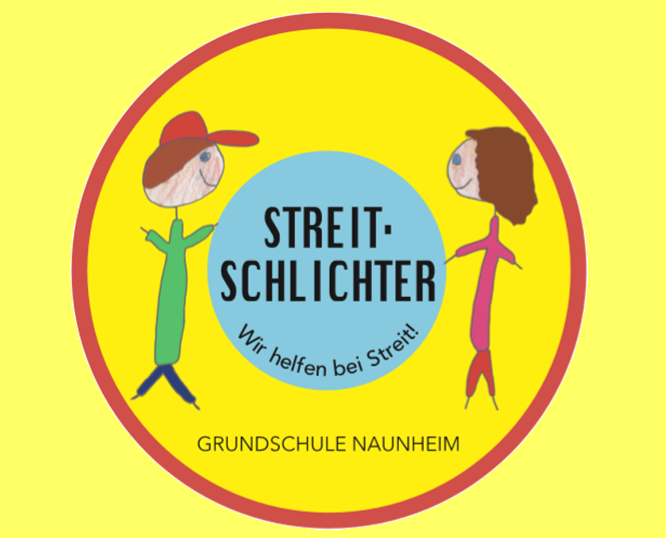 STREIT-
SCHLICHTER
Wir helfen bei Streit!
GRUNDSCHULE NAUNHEIM